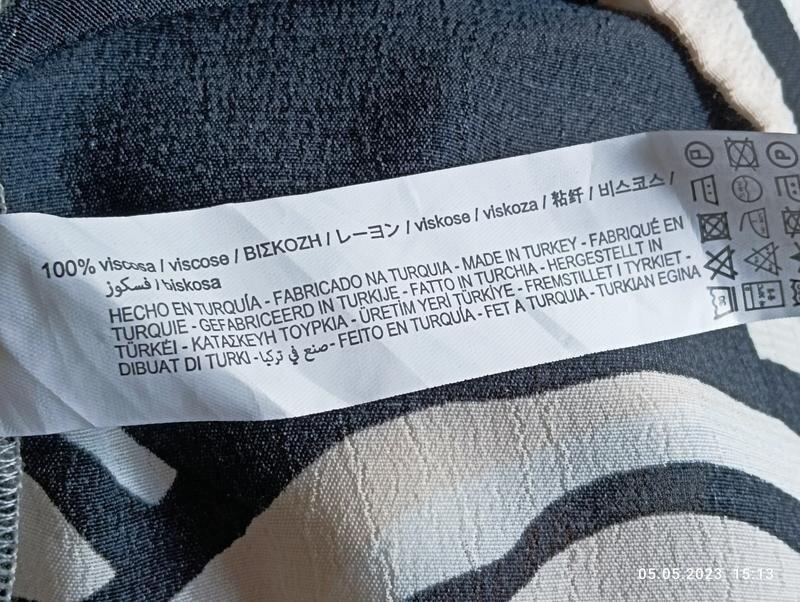 100% viscosa / viscose / ΒΙΣΚΟΖΗ / レーヨン / viskose / viskoza / 粘纤 / 비스코스 /
فسكوز / biskosa
HECHO EN TURQUÍA - FABRICADO NA TURQUIA - MADE IN TURKEY - FABRIQUÉ EN
TURQUIE - GEFABRICEERD IN TURKIJE - FATTO IN TURCHIA - HERGESTELLT IN
TÜRKEI - ΚΑΤΑΣΚΕΥΗ ΤΟΥΡΚΙΑ - ÜRETİM YERİ TÜRKİYE - FREMSTILLET I TYRKIET -
DIBUAT DI TURKI - صنع في تركيا - FEITO EN TURQUÍA - FET A TURQUIA - TURKIAN EGINA
P P
05.05.2023 15:13